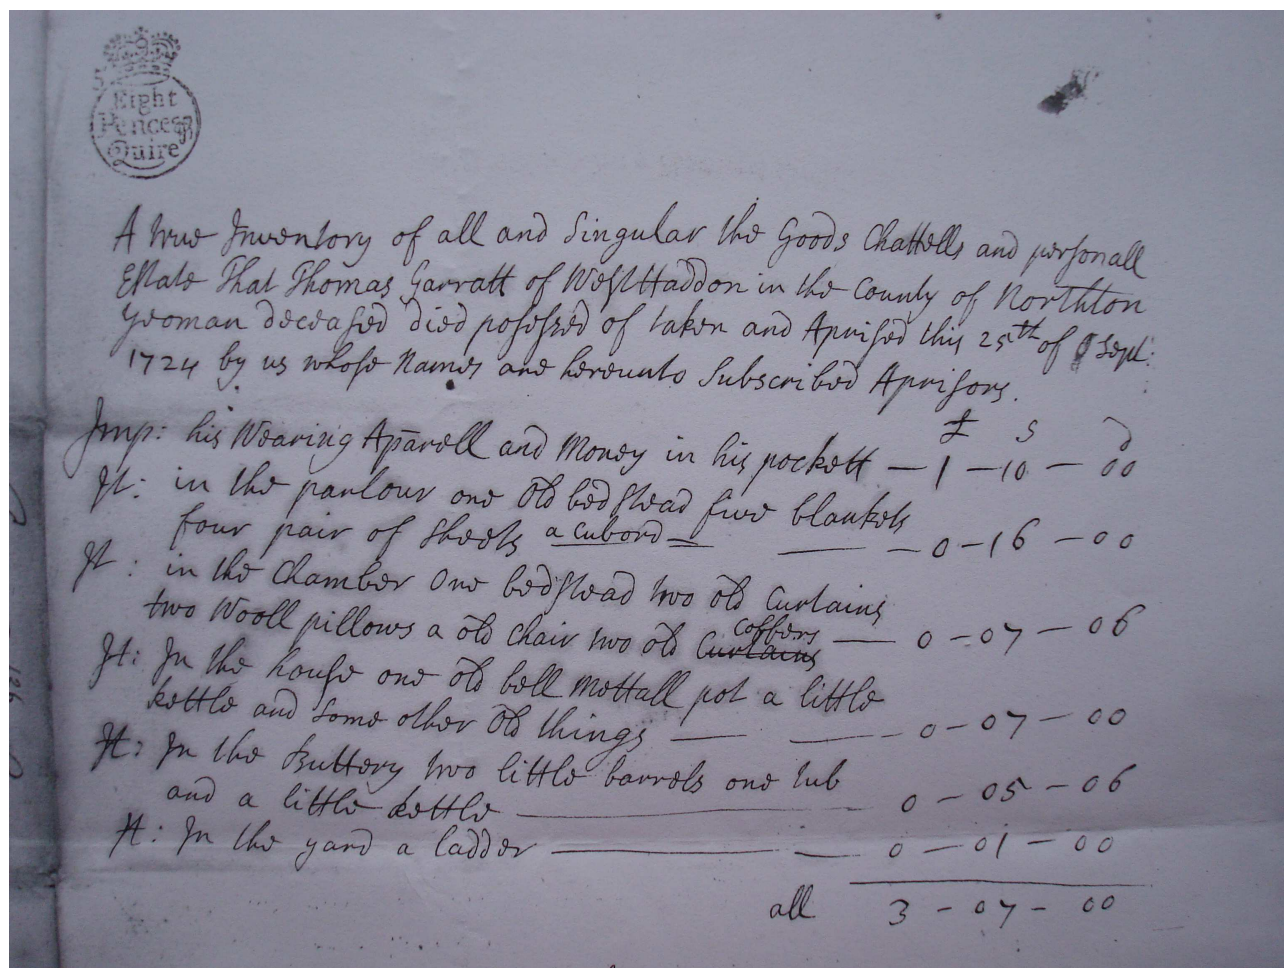 Eight
Pence Pr
Quire
A true Inventory of all and Singular the Goods Chattells and personall
Estate That Thomas Garratt of West Haddon in the County of Northton
yeoman deceased died posessed of taken and Aprised this 25th of Sept:
1724 by us whose Names are hereunto Subscribed Aprisors.
£ s d
Imp: his Wearing Aparell and Money in his pockett — 1 — 10 — 00
It: in the parlour one old bedstead five blankets
four pair of sheets a Cubord — — 0 — 16 — 00
It: in the Chamber One bedstead two old Curtains
two Wooll pillows a old chair two old Curtains coffers — 0 — 07 — 06
It: In the house one old bell Mettall pot a little
kettle and some other old things — — 0 — 07 — 00
It: In the Buttery two little barrels one tub
and a little kettle — 0 — 05 — 06
It: In the yard a ladder — — 0 — 01 — 00
all 3 — 07 — 00